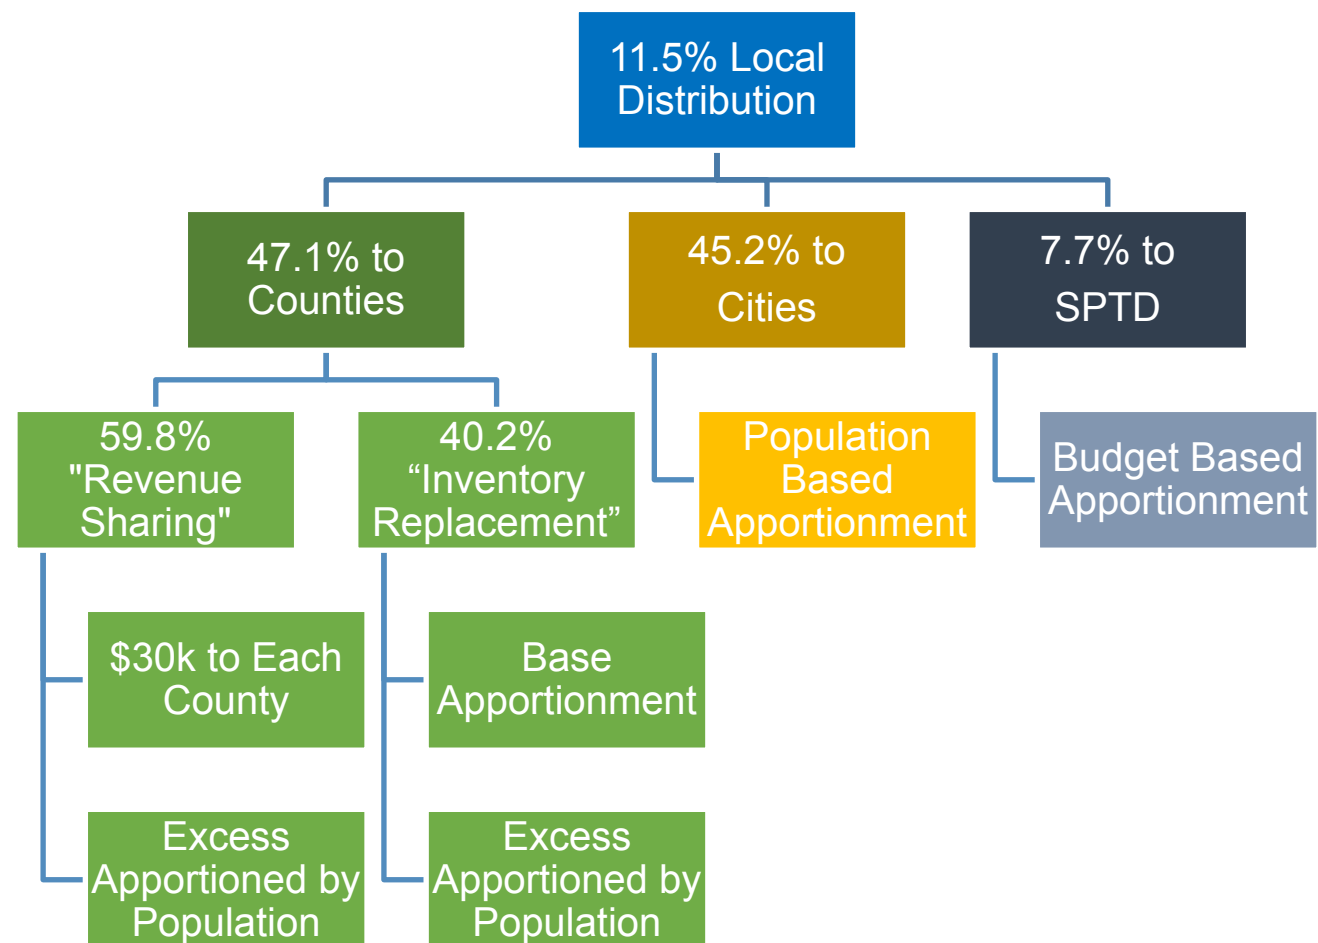 11.5% Local
Distribution
47.1% to
Counties
45.2% to
Cities
7.7% to
SPTD
59.8%
"Revenue
Sharing"
40.2%
“Inventory
Replacement”
Population
Based
Apportionment
Budget Based
Apportionment
$30k to Each
County
Base
Apportionment
Excess
Apportioned by
Population
Excess
Apportioned by
Population